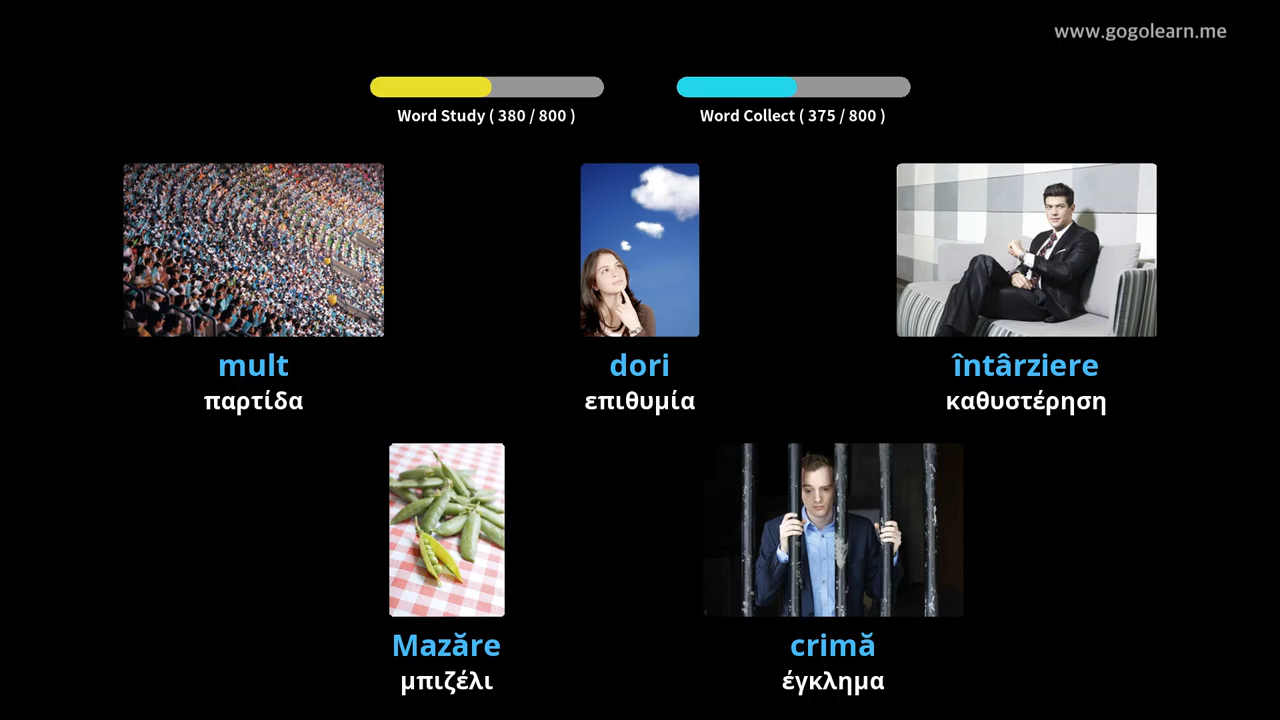 www.gogolearn.me
Word Study ( 380 / 800 )
Word Collect ( 375 / 800 )
mult
παρτίδα
dori
επιθυμία
întârziere
καθυστέρηση
Mazăre
μπιζέλι
crimă
έγκλημα